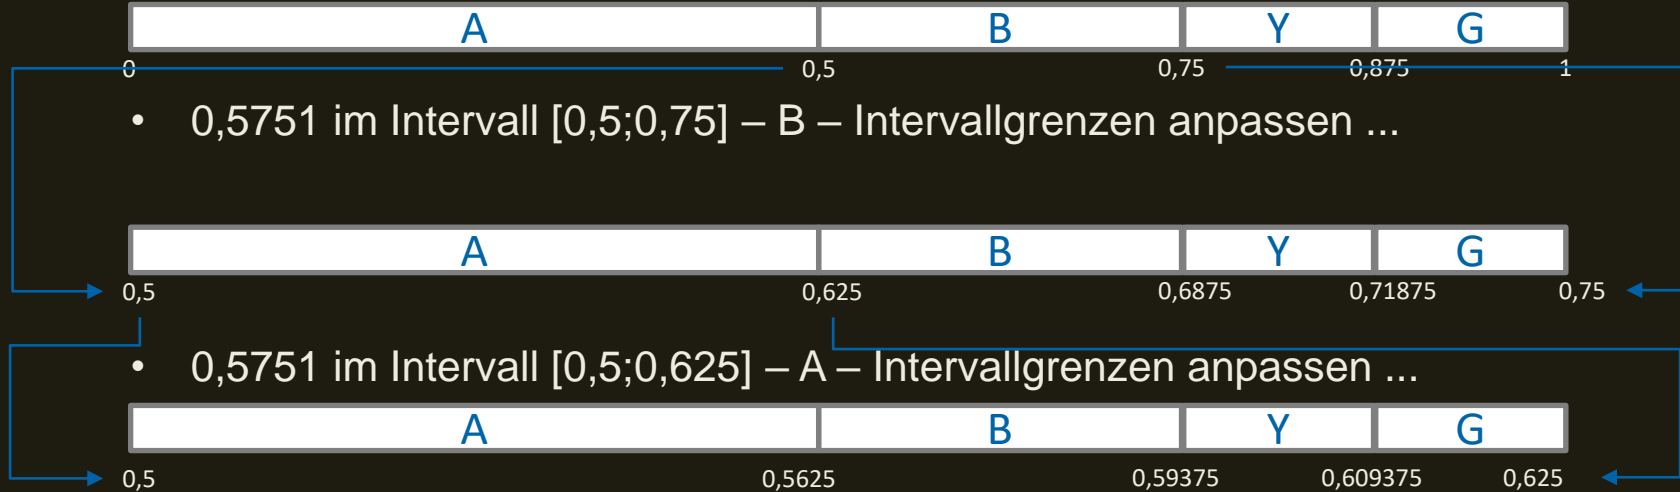 A B Y G
0 0,5 0,75 0,875 1
• 0,5751 im Intervall [0,5;0,75] – B – Intervallgrenzen anpassen ...
A B Y G
0,5 0,625 0,6875 0,71875 0,75
• 0,5751 im Intervall [0,5;0,625] – A – Intervallgrenzen anpassen ...
A B Y G
0,5 0,5625 0,59375 0,609375 0,625